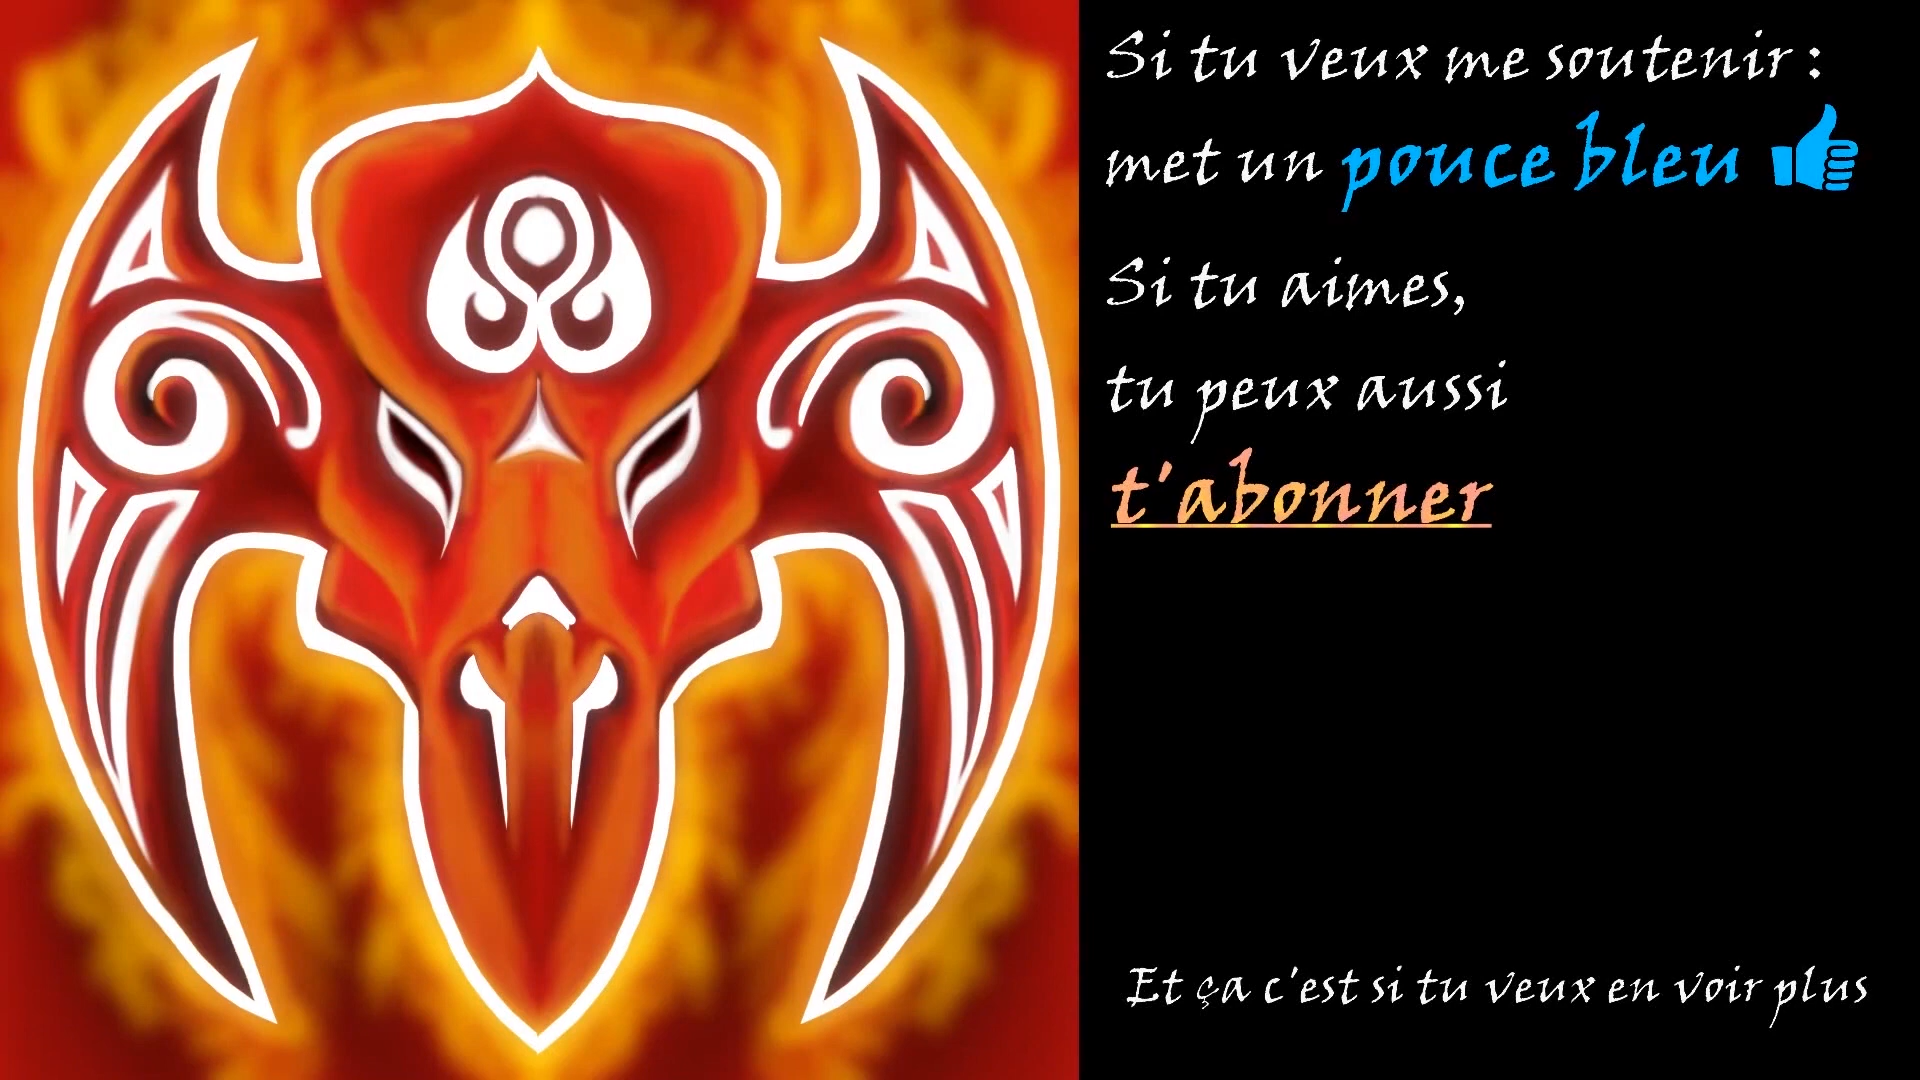 Si tu veux me soutenir :
met un pouce bleu
Si tu aimes,
tu peux aussi
t'abonner
Et ça c'est si tu veux en voir plus